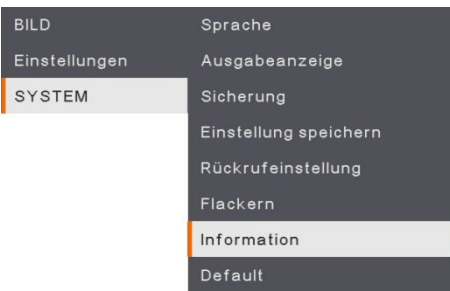 BILD
Einstellungen
SYSTEM
Sprache
Ausgabeanzeige
Sicherung
Einstellung speichern
Rückrufeinstellung
Flackern
Information
Default